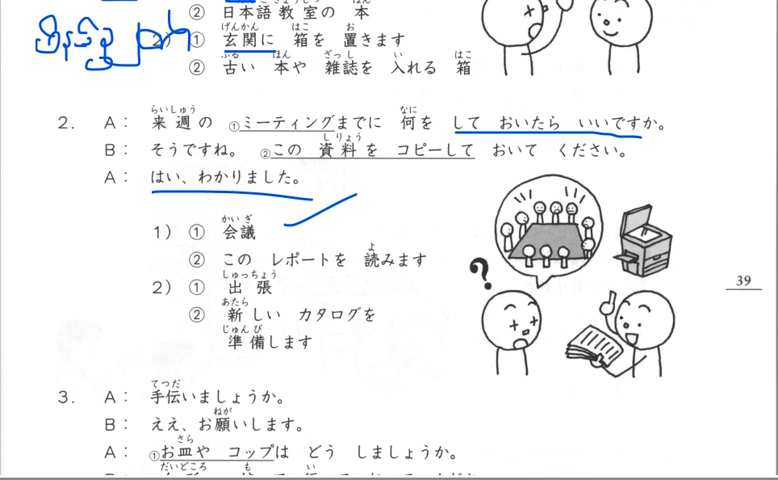 ② 日本語教室の 本
2) ① 玄関に 箱を 置きます
② 古い 本や 雑誌を 入れる 箱
2. A: 来週の ①ミーティングまでに 何を して おいたら いいですか。
B: そうですね。 ②この 資料を コピーして おいて ください。
A: はい、わかりました。
1) ① 会議
② この レポートを 読みます
2) ① 出張
② 新しい カタログを
準備します
39
3. A: 手伝いましょうか。
B: ええ、お願いします。
A: ①お皿や コップは どう しましょうか。